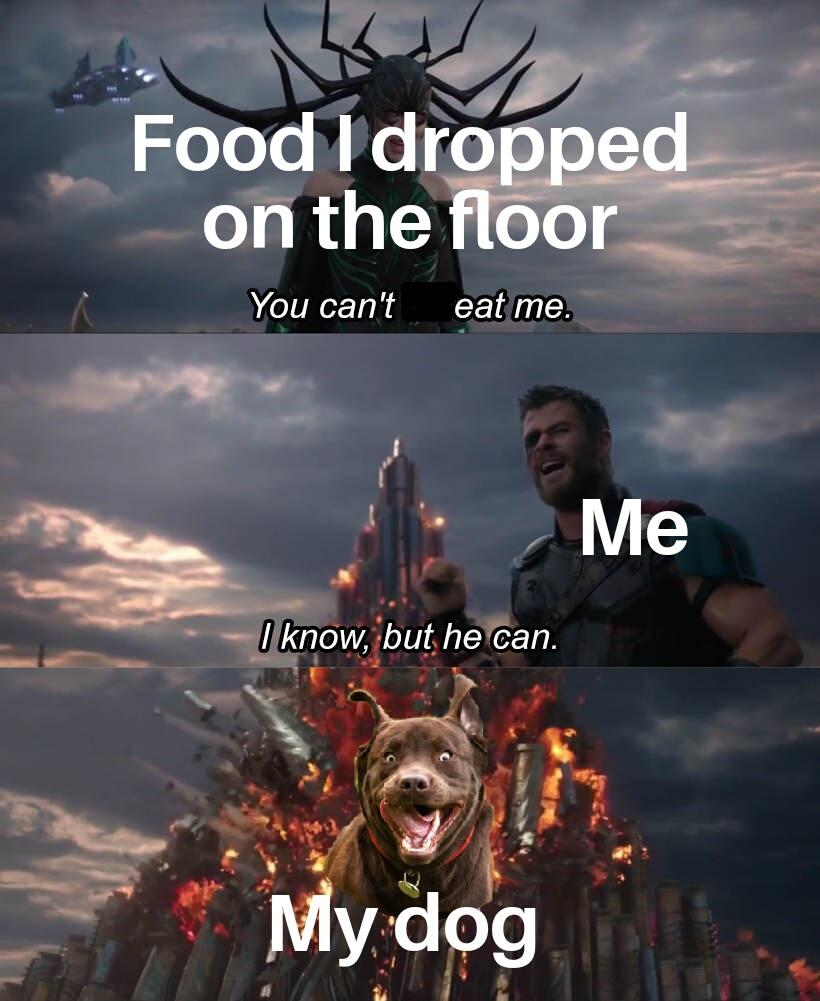 Food I dropped
on the floor
You can't eat me.
Me
I know, but he can.
My dog